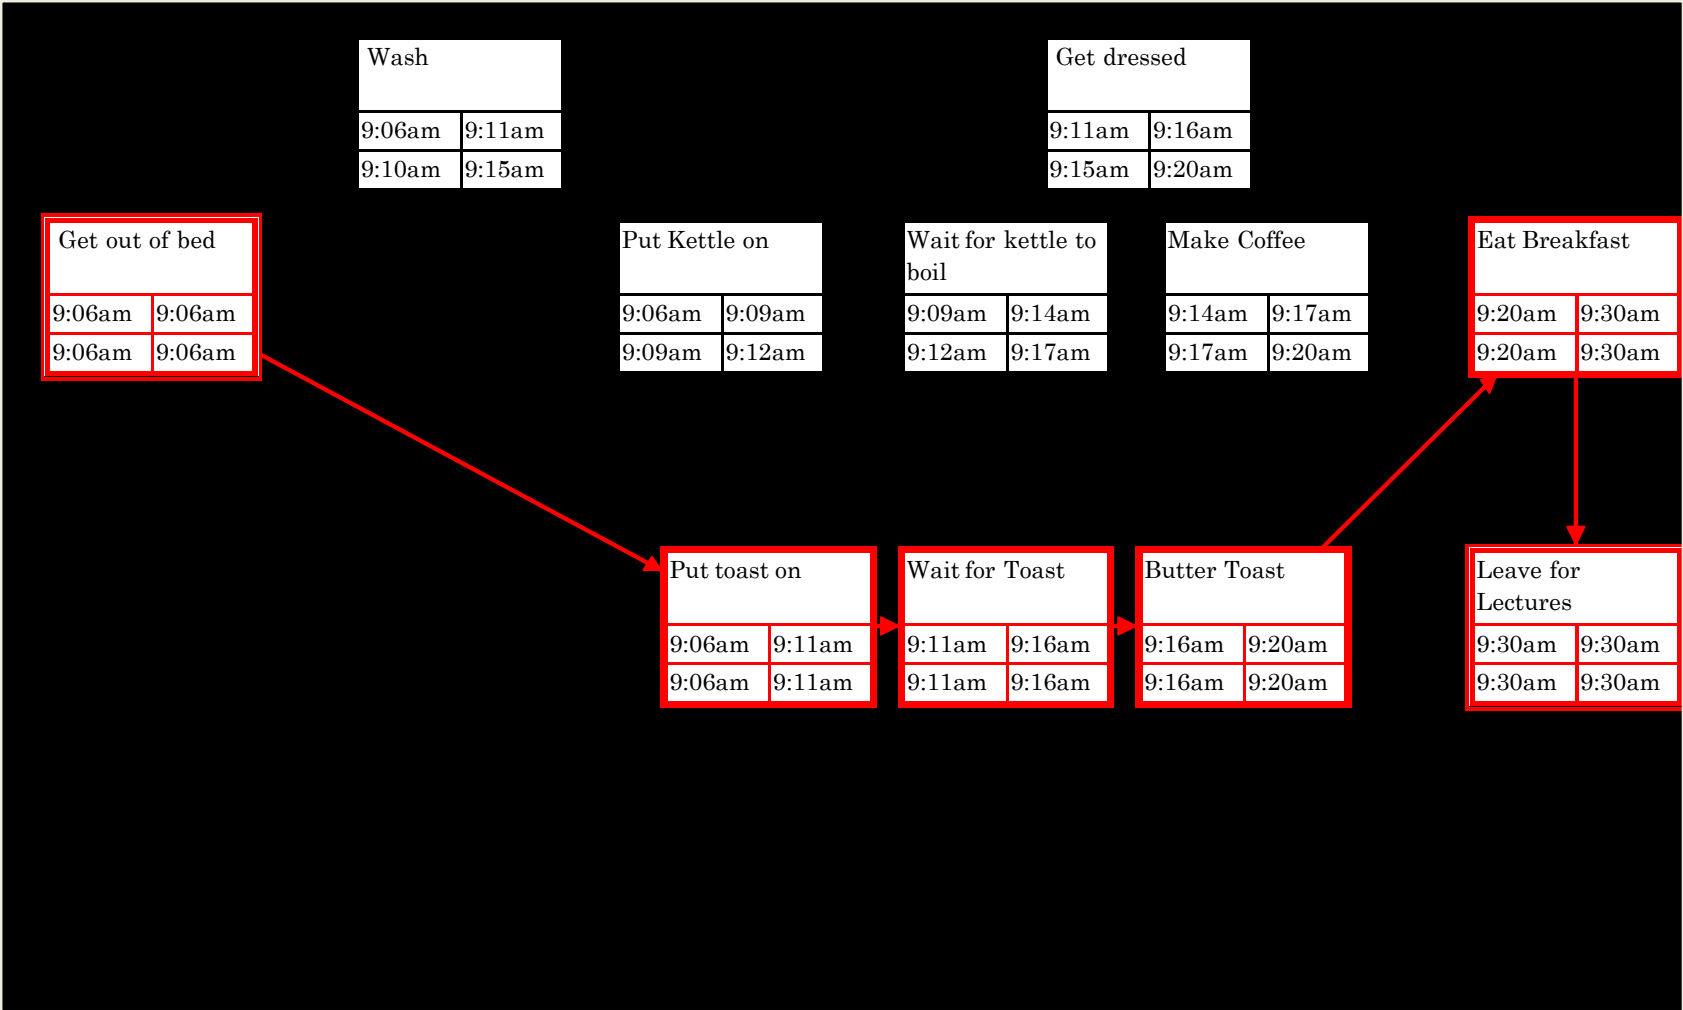 Wash
9:06am 9:11am
9:10am 9:15am
Get dressed
9:11am 9:16am
9:15am 9:20am
Get out of bed
9:06am 9:06am
9:06am 9:06am
Put Kettle on
9:06am 9:09am
9:09am 9:12am
Wait for kettle to
boil
9:09am 9:14am
9:12am 9:17am
Make Coffee
9:14am 9:17am
9:17am 9:20am
Eat Breakfast
9:20am 9:30am
9:20am 9:30am
Put toast on
9:06am 9:11am
9:06am 9:11am
Wait for Toast
9:11am 9:16am
9:11am 9:16am
Butter Toast
9:16am 9:20am
9:16am 9:20am
Leave for
Lectures
9:30am 9:30am
9:30am 9:30am